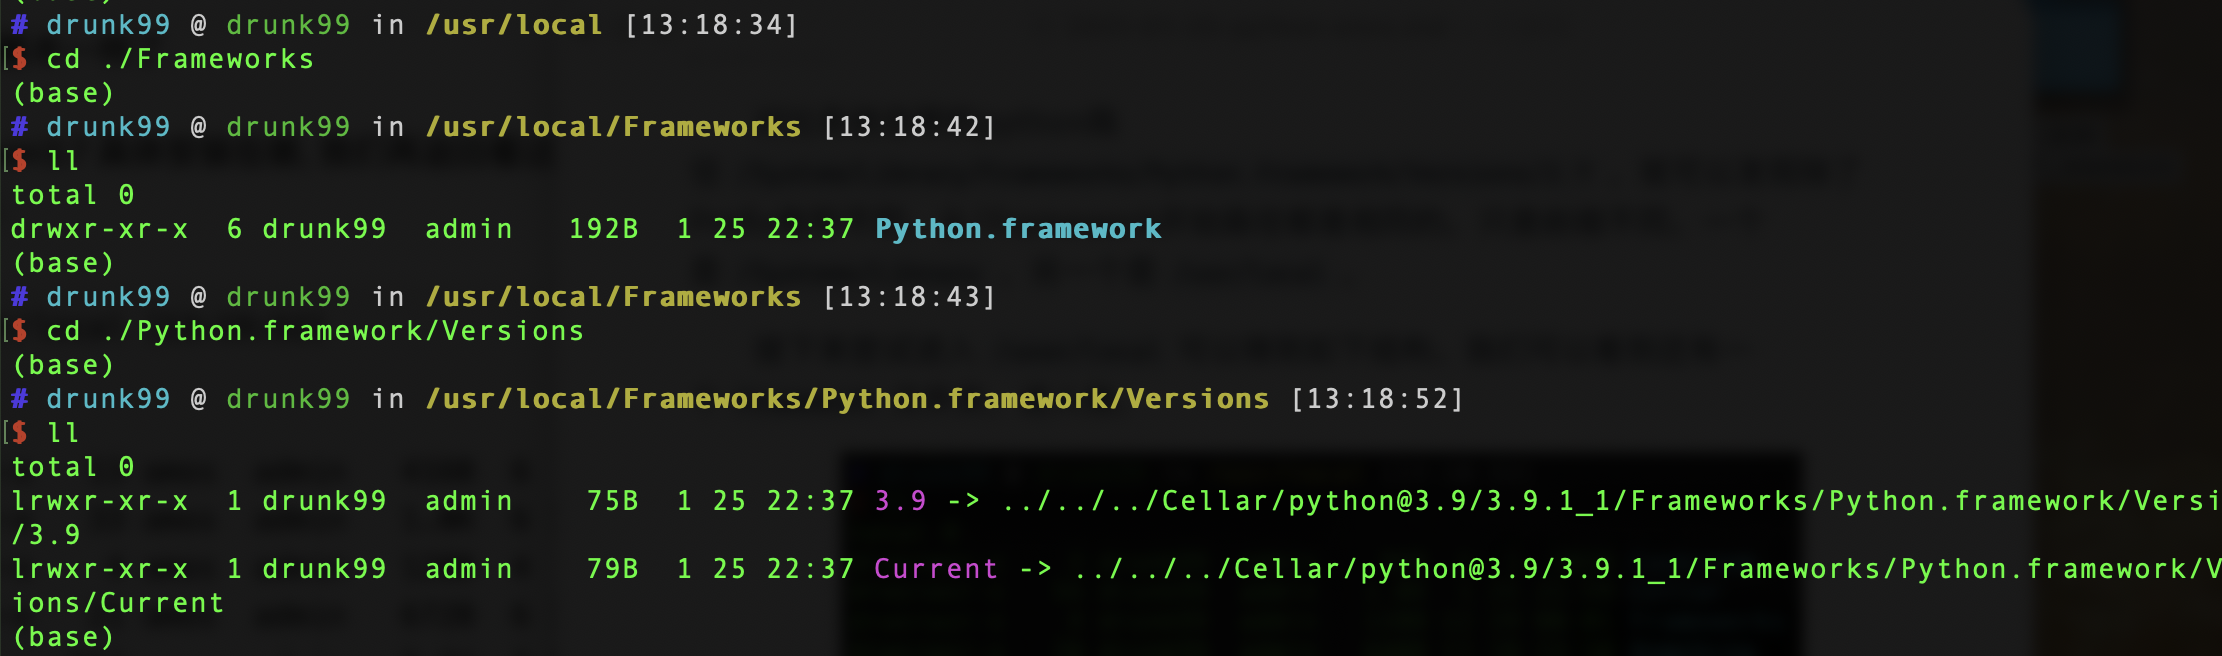 # drunk99 @ drunk99 in /usr/local [13:18:34]
[$ cd ./Frameworks
(base)
# drunk99 @ drunk99 in /usr/local/Frameworks [13:18:42]
[$ ll
total 0
drwxr-xr-x  6 drunk99  admin   192B  1 25 22:37 Python.framework
(base)
# drunk99 @ drunk99 in /usr/local/Frameworks [13:18:43]
[$ cd ./Python.framework/Versions
(base)
# drunk99 @ drunk99 in /usr/local/Frameworks/Python.framework/Versions [13:18:52]
[$ ll
total 0
lrwxr-xr-x  1 drunk99  admin    75B  1 25 22:37 3.9 -> ../../../Cellar/python@3.9/3.9.1_1/Frameworks/Python.framework/Versi
/3.9
lrwxr-xr-x  1 drunk99  admin    79B  1 25 22:37 Current -> ../../../Cellar/python@3.9/3.9.1_1/Frameworks/Python.framework/V
ions/Current
(base)